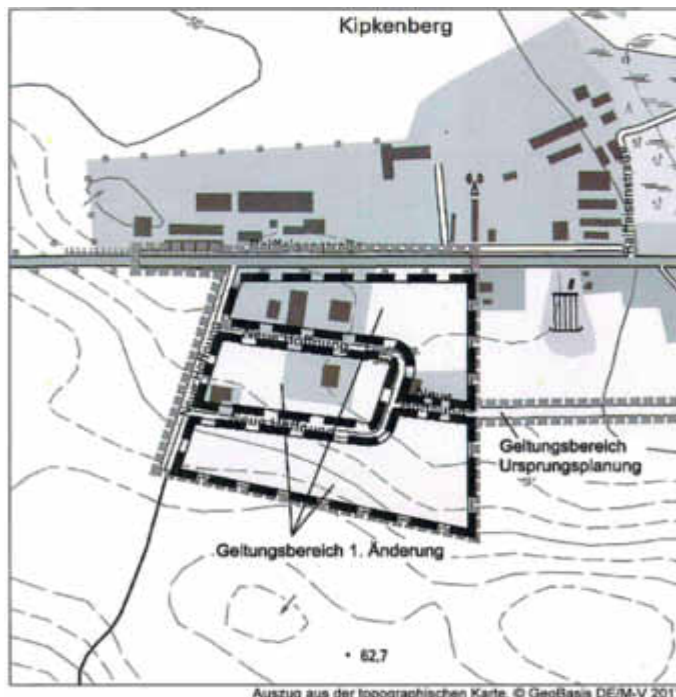 Kipkenberg
Raiffeisenstraße
Geltungsbereich
Ursprungsplanung
Geltungsbereich 1. Änderung
62,7
Auszug aus der topographischen Karte, © GeoBasis DE/M-V 201